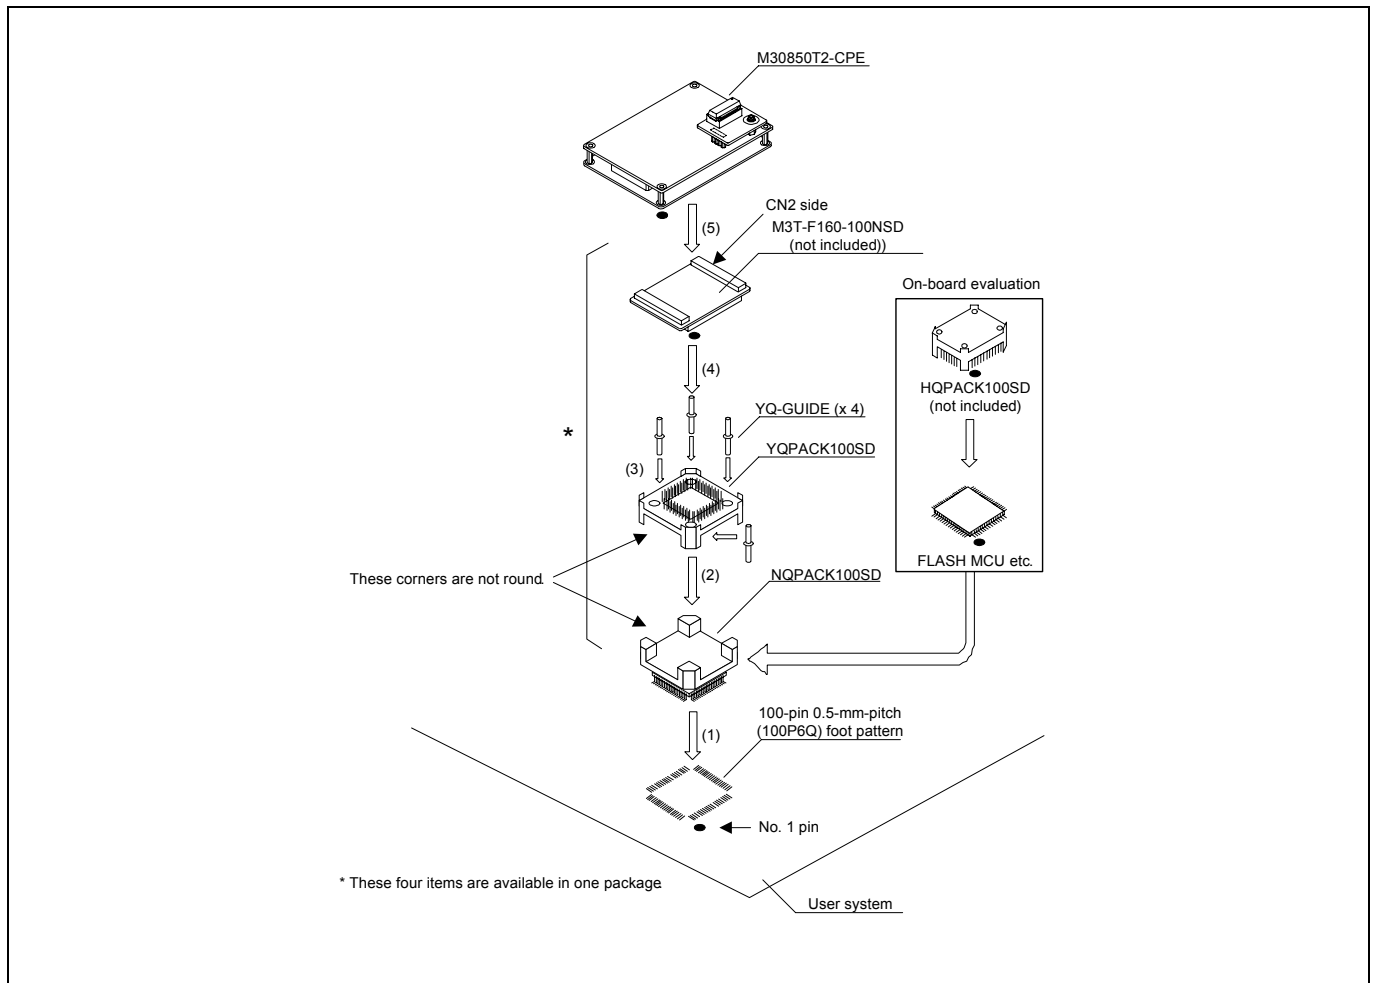 M30850T2-CPE
CN2 side
(5)
M3T-F160-100NSD
(not included))
On-board evaluation
(4)
HQPACK100SD
(not included)
YQ-GUIDE (x 4)
*
YQPACK100SD
(3)
FLASH MCU etc.
These corners are not round.
(2)
NQPACK100SD
100-pin 0.5-mm-pitch
(100P6Q) foot pattern
(1)
No. 1 pin
* These four items are available in one package.
User system